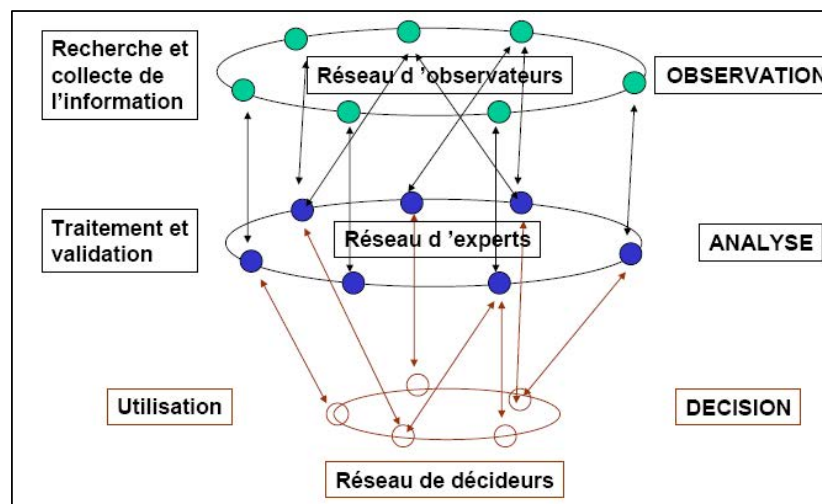 Recherche et
collecte de
l'information
Réseau d 'observateurs
OBSERVATION
Traitement et
validation
Réseau d 'experts
ANALYSE
Utilisation
DECISION
Réseau de décideurs